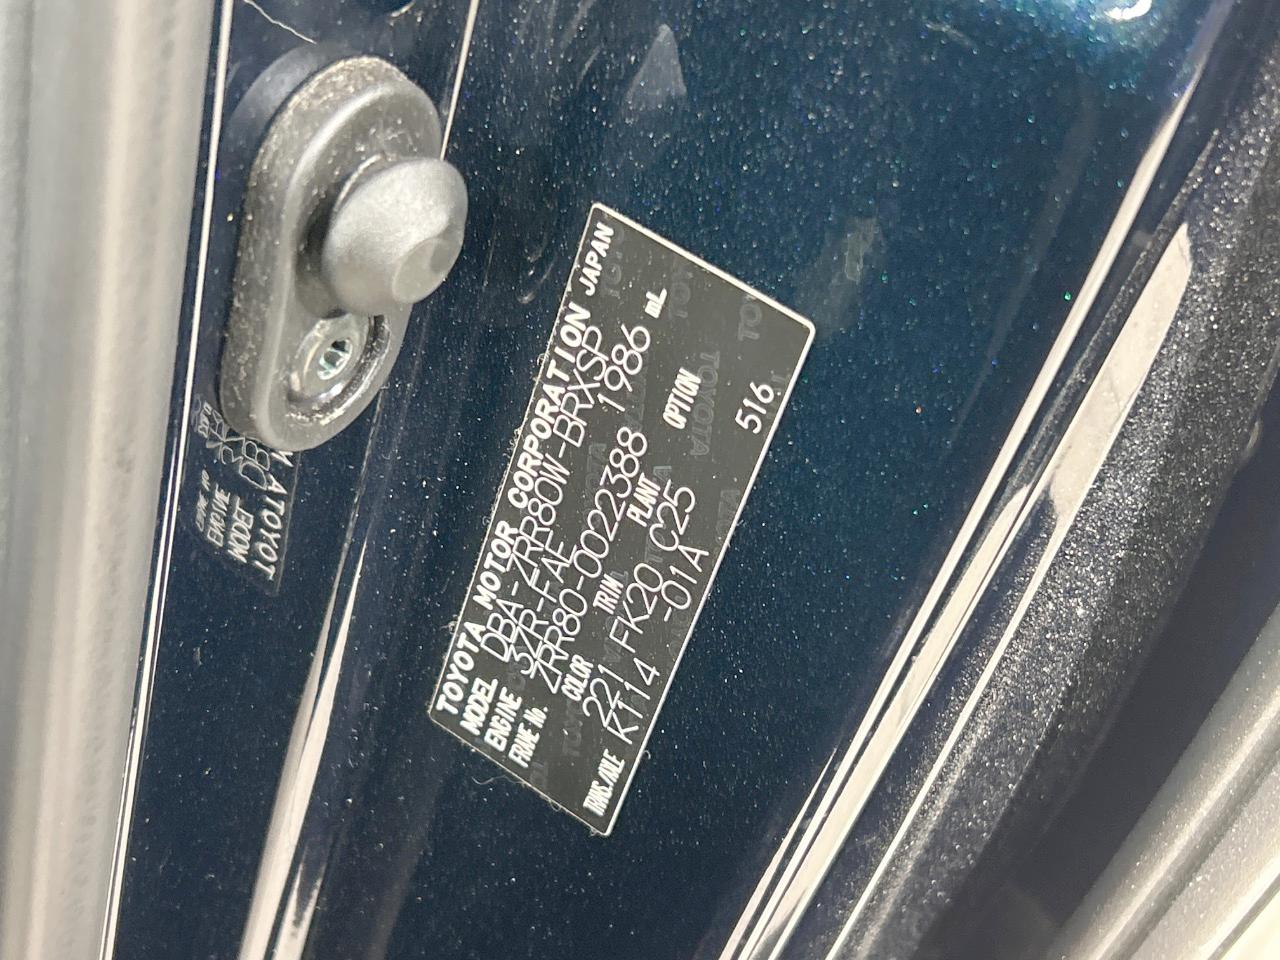 TOYOTA MOTOR CORPORATION JAPAN
MODEL DBA-ZRR80W-BRXSP
ENGINE 3ZR-FAE 1986 mL
FRAME No. ZRR80-0022388
COLOR TRIM PLANT OPTION
221 FK20 C25 516
TRANS./AXLE K114 -01A